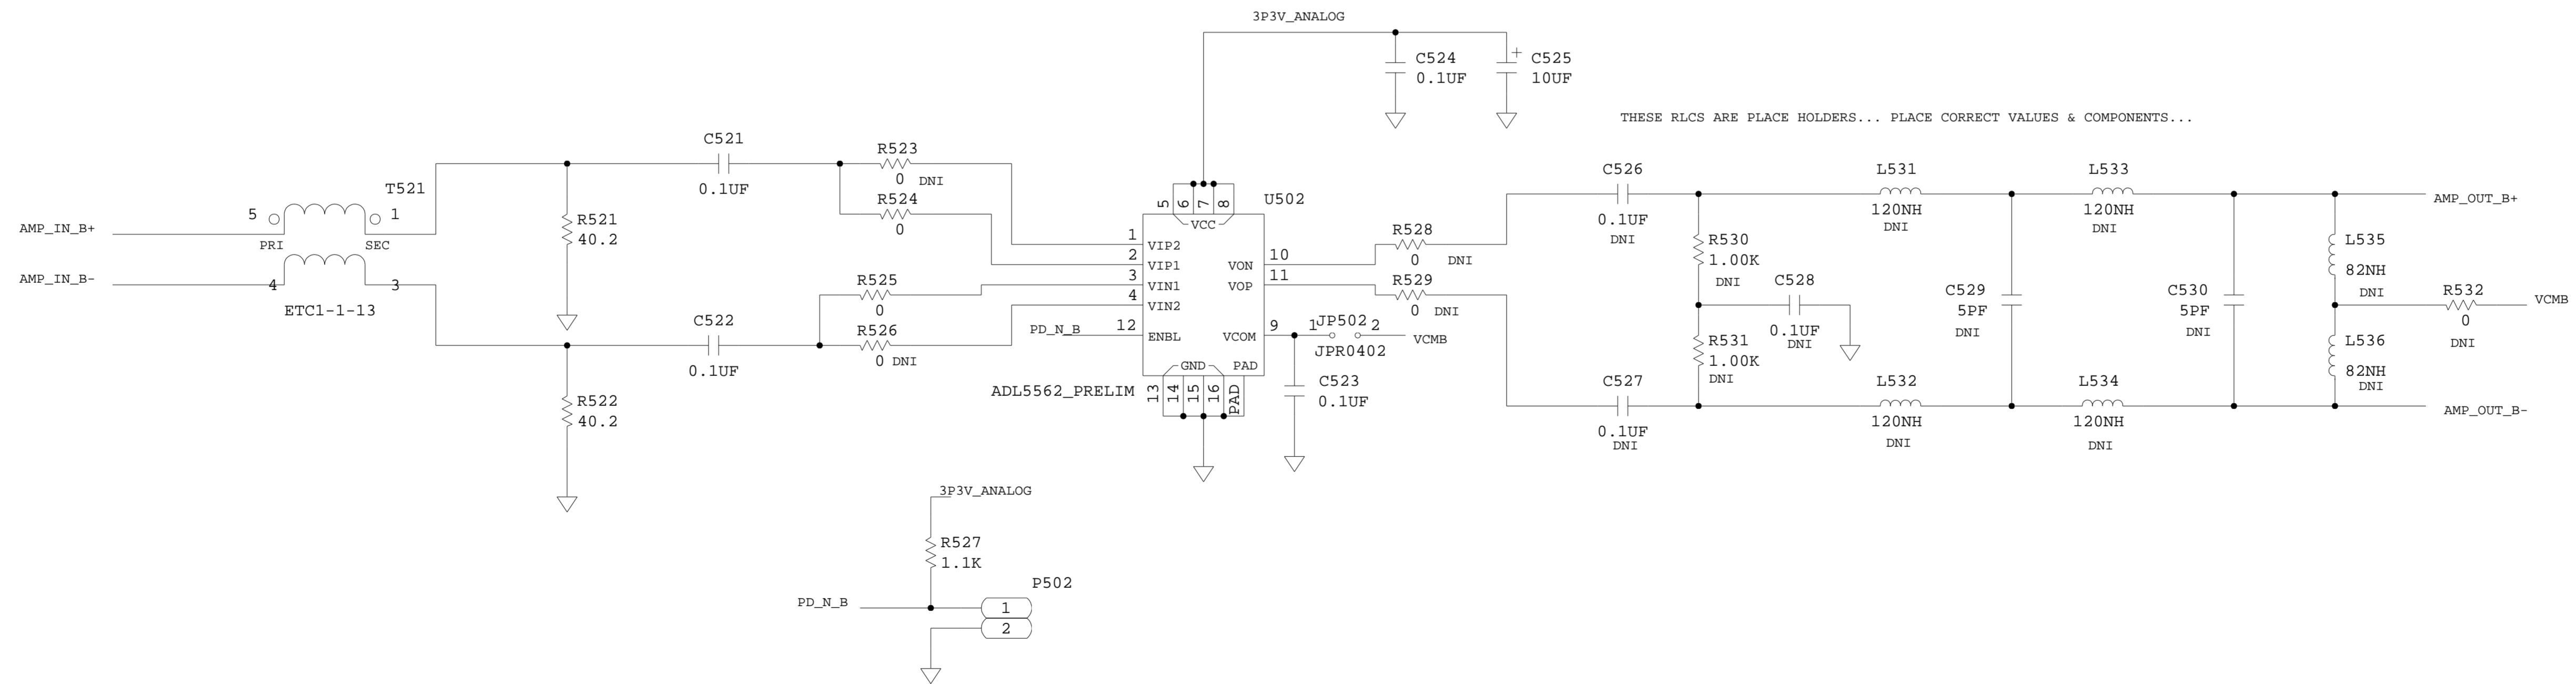 3P3V_ANALOG
C524
0.1UF
+
C525
10UF
THESE RLCS ARE PLACE HOLDERS... PLACE CORRECT VALUES & COMPONENTS...
AMP_IN_B+
AMP_IN_B-
T521
5
1
PRI
SEC
4
3
ETC1-1-13
R521
40.2
R522
40.2
C521
0.1UF
C522
0.1UF
R523
0 DNI
R524
0
R525
0
R526
0 DNI
U502
5
6
7
8
VCC
1
VIP2
2
VIP1
3
VIN1
4
VIN2
PD_N_B
12
ENBL
VON
10
VOP
11
VCOM
9
GND
PAD
13
14
15
16
PAD
ADL5562_PRELIM
R528
0
DNI
R529
0
DNI
1
JP502
2
JPR0402
VCMB
C523
0.1UF
C526
0.1UF
DNI
C527
0.1UF
DNI
R530
1.00K
DNI
R531
1.00K
DNI
C528
0.1UF
DNI
L531
120NH
DNI
L532
120NH
DNI
C529
5PF
DNI
L533
120NH
DNI
L534
120NH
DNI
C530
5PF
DNI
L535
82NH
DNI
L536
82NH
DNI
R532
0
DNI
VCMB
AMP_OUT_B+
AMP_OUT_B-
3P3V_ANALOG
R527
1.1K
PD_N_B
P502
1
2